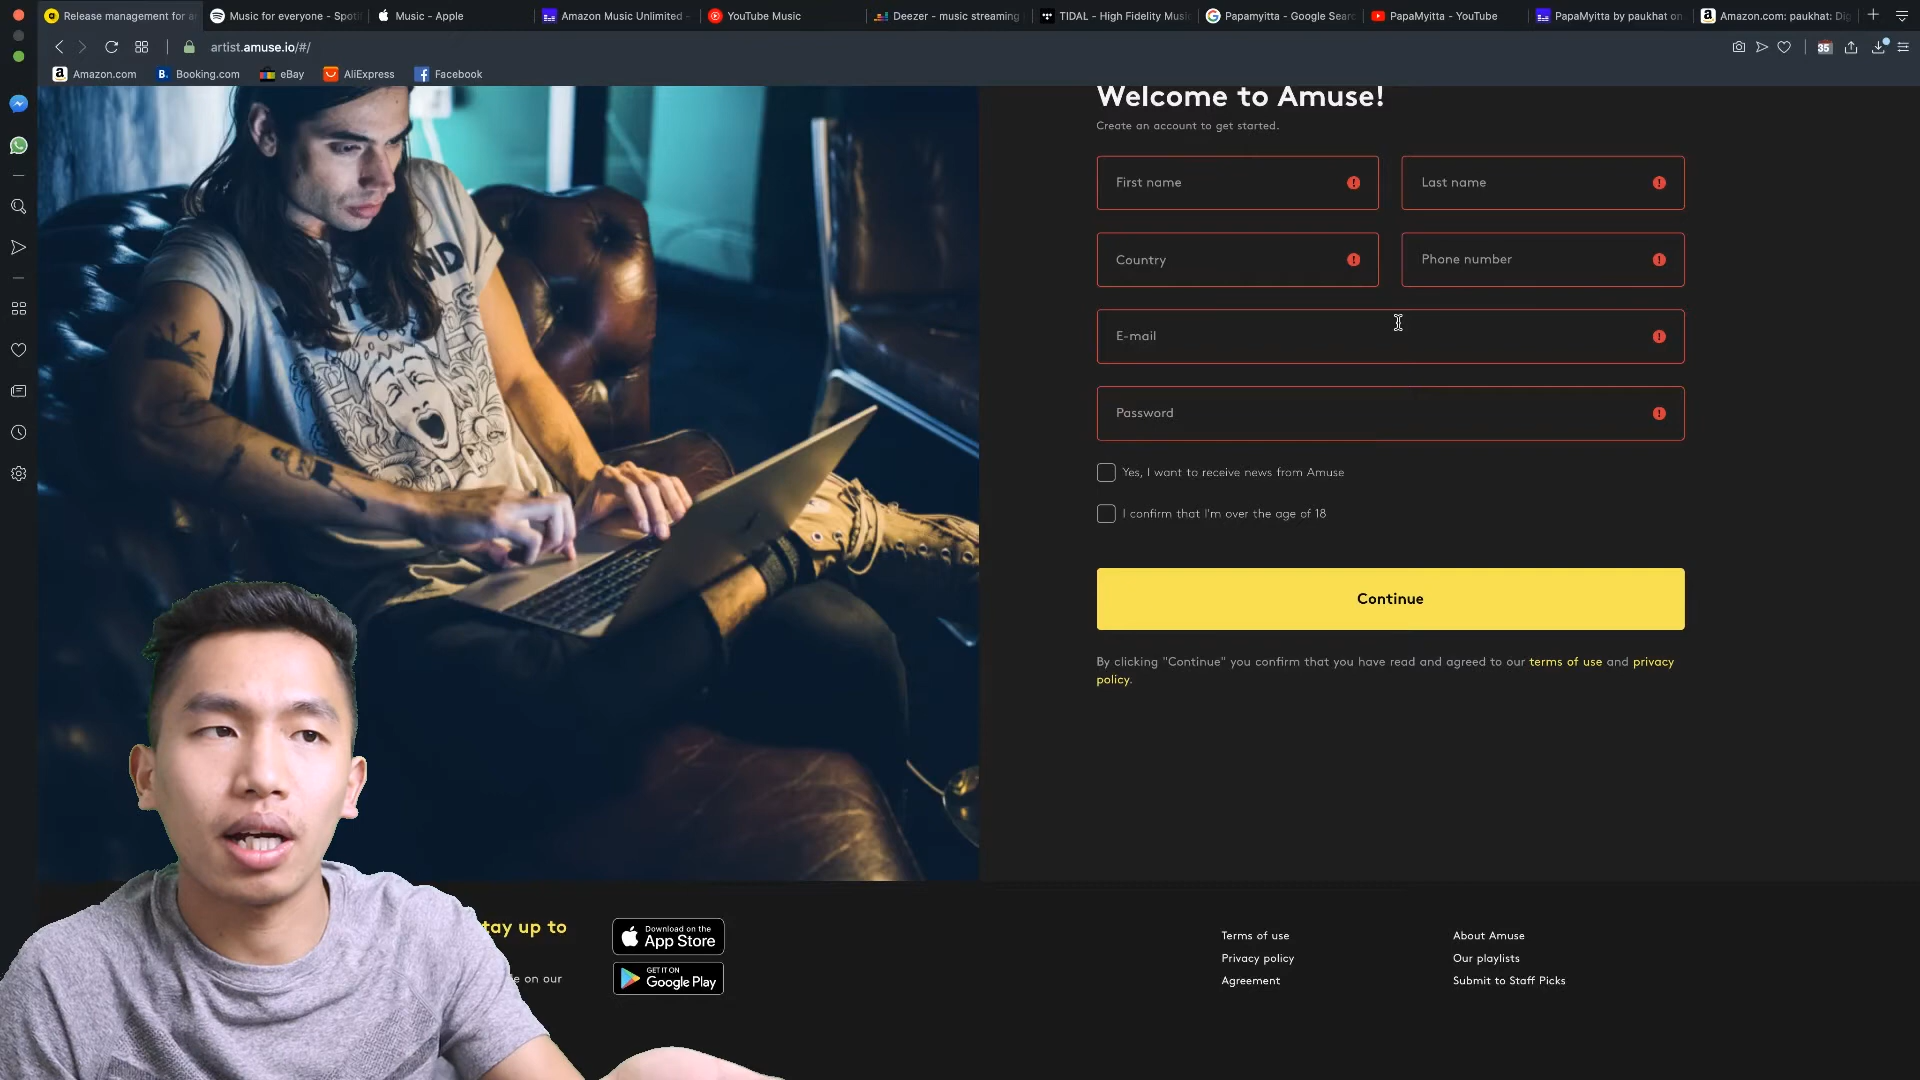 Release management for a
Music for everyone - Spoti
Music - Apple
Amazon Music Unlimited -
YouTube Music
Deezer - music streaming
TIDAL - High Fidelity Musi
Papamyitta - Google Sear
PapaMyitta - YouTube
PapaMyitta by paukhat on
Amazon.com: paukhat: Dig
artist.amuse.io/#/
35
Amazon.com
Booking.com
eBay
AliExpress
Facebook
Welcome to Amuse!
Create an account to get started.
First name
Last name
Country
Phone number
E-mail
Password
Yes, I want to receive news from Amuse
I confirm that I'm over the age of 18
Continue
By clicking "Continue" you confirm that you have read and agreed to our terms of use and privacy
policy.
tay up to
e on our
Download on the
App Store
GET IT ON
Google Play
Terms of use
Privacy policy
Agreement
About Amuse
Our playlists
Submit to Staff Picks